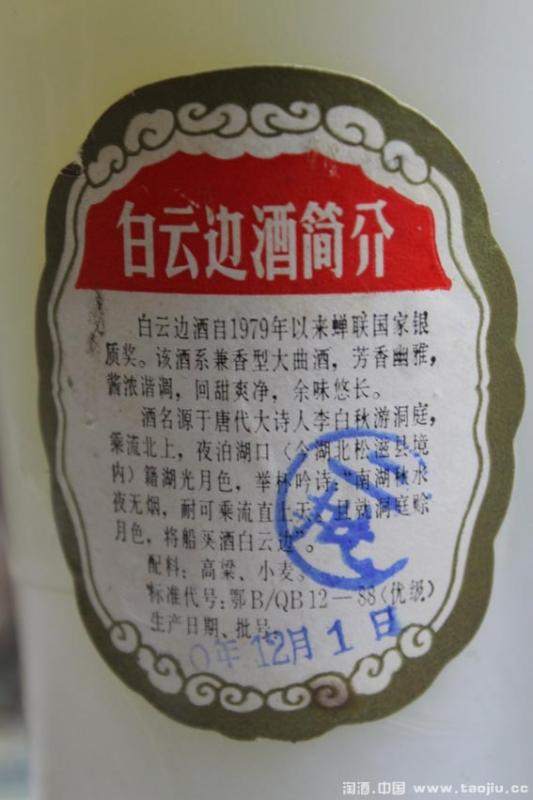 白云边酒简介
白云边酒自1979年以来蝉联国家银
质奖。该酒系兼香型大曲酒，芳香幽雅，
酱浓谐调，回甜爽净，余味悠长。
酒名源于唐代大诗人李白秋游洞庭，
乘流北上，夜泊湖口（今湖北松滋县境
内）籍湖光月色，举杯吟诗“南湖秋水
夜无烟，耐可乘流直上天。且就洞庭赊
月色，将船买酒白云边”。
配料：高粱、小麦。
标准代号：鄂B/QB12—88（优级）
生产日期、批号
0年12月1日
淘酒.中国 www.taojiu.cc